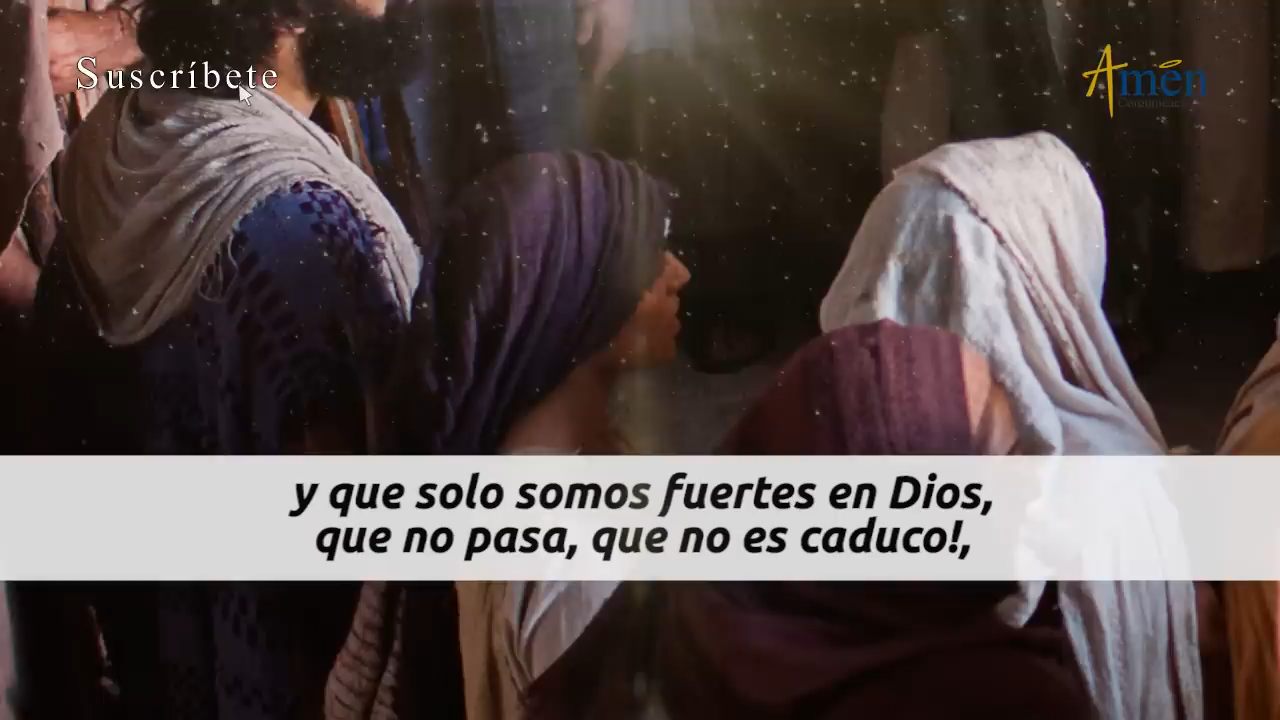 Suscríbete
Amén
y que solo somos fuertes en Dios,
que no pasa, que no es caduco!,